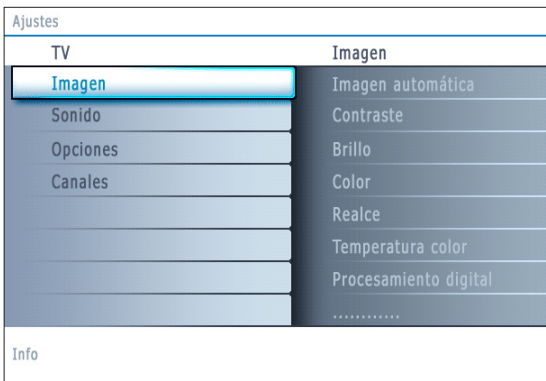 Ajustes
TV
Imagen
Sonido
Opciones
Canales
Imagen
Imagen automática
Contraste
Brillo
Color
Realce
Temperatura color
Procesamiento digital
............
Info